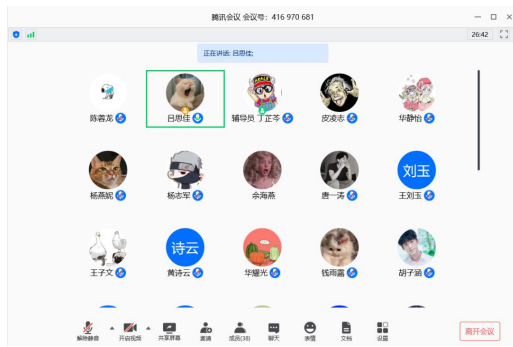 腾讯会议 会议号: 416 970 681
26:42
正在讲话: 吕思佳;
陈善龙
吕思佳
辅导员 丁芷芩
皮凌志
华静怡
杨燕妮
杨志军
余海燕
唐一涛
刘玉
王刘玉
王子文
诗云
黄诗云
华耀光
钱雨露
胡子涵
解除静音
开启视频
共享屏幕
邀请
成员(38)
聊天
表情
文档
设置
离开会议